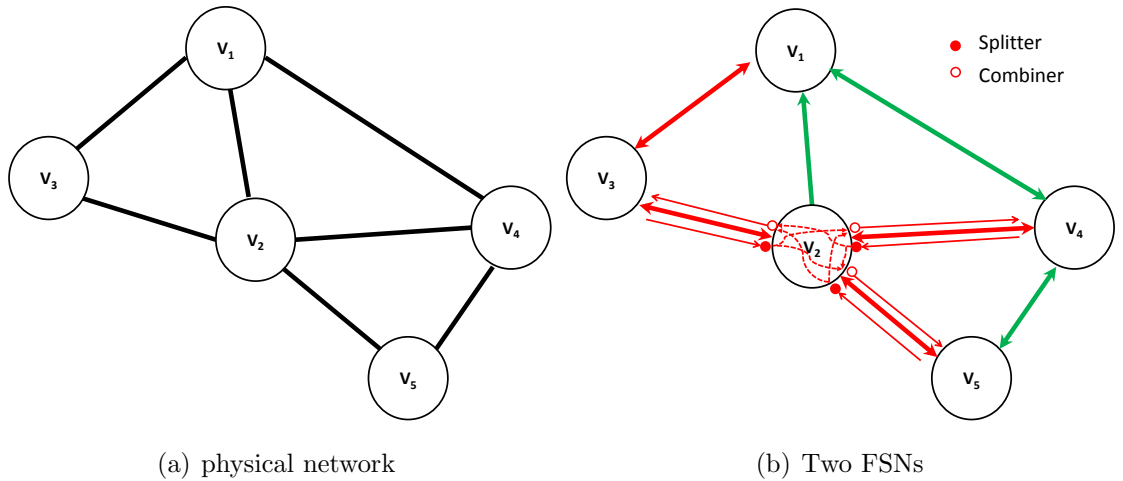 V1
V3
V2
V4
V5
(a) physical network
V1
Splitter
Combiner
V3
V2
V4
V5
(b) Two FSNs